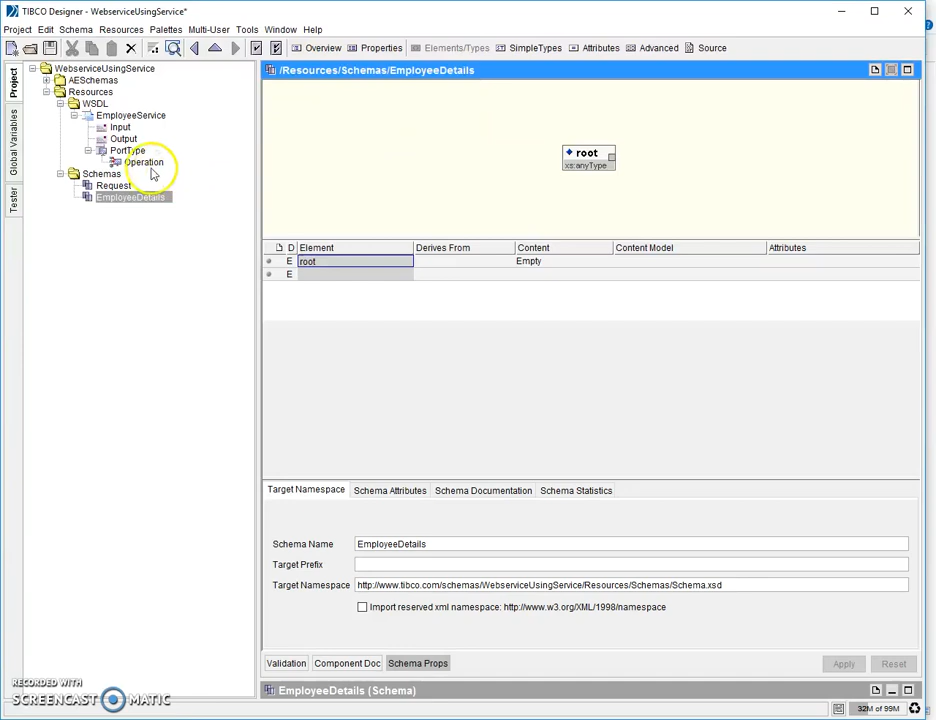 TIBCO Designer - WebserviceUsingService*
Project Edit Schema Resources Palettes Multi-User Tools Window Help
Overview Properties Elements/Types SimpleTypes Attributes Advanced Source
Project
Global Variables
Tester
WebserviceUsingService*
AESchemas
Resources
WSDL
EmployeeService
Input
Output
PortType
Operation
Schemas
Request
EmployeeDetails
/Resources/Schemas/EmployeeDetails
root
xs:anyType
D Element Derives From Content Content Model Attributes
E root Empty
E
Target Namespace Schema Attributes Schema Documentation Schema Statistics
Schema Name EmployeeDetails
Target Prefix
Target Namespace http://www.tibco.com/schemas/WebserviceUsingService/Resources/Schemas/Schema.xsd
Import reserved xml namespace: http://www.w3.org/XML/1998/namespace
Validation Component Doc Schema Props Apply Reset
EmployeeDetails (Schema)
32M of 99M
RECORDED WITH
SCREENCAST MATIC